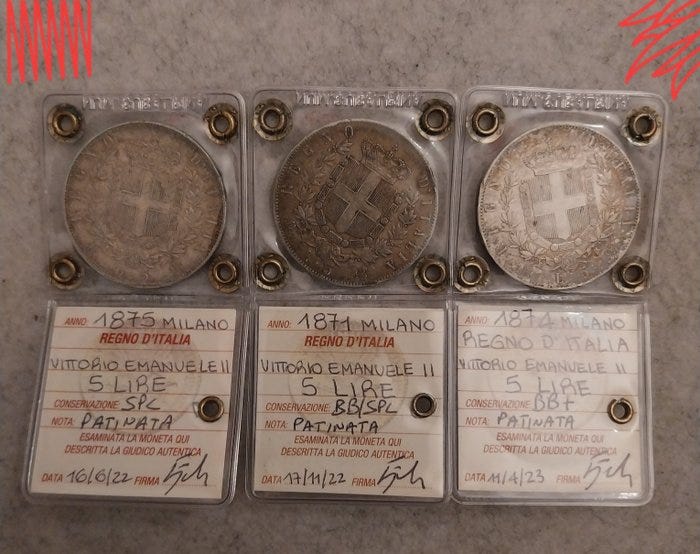 ANNO: 1875 MILANO
REGNO D'ITALIA
VITTORIO EMANUELE II
5 LIRE
CONSERVAZIONE: SPL
NOTA: PATINATA
ESAMINATA LA MONETA QUI
DESCRITTA LA GIUDICO AUTENTICA
DATA 16/6/22 FIRMA
ANNO: 1871 MILANO
REGNO D'ITALIA
VITTORIO EMANUELE II
5 LIRE
CONSERVAZIONE: BB/SPL
NOTA: PATINATA
ESAMINATA LA MONETA QUI
DESCRITTA LA GIUDICO AUTENTICA
DATA 17/11/22 FIRMA
ANNO: 1874 MILANO
REGNO D'ITALIA
VITTORIO EMANUELE II
5 LIRE
CONSERVAZIONE: BB+
NOTA: PATINATA
ESAMINATA LA MONETA QUI
DESCRITTA LA GIUDICO AUTENTICA
DATA 11/4/23 FIRMA